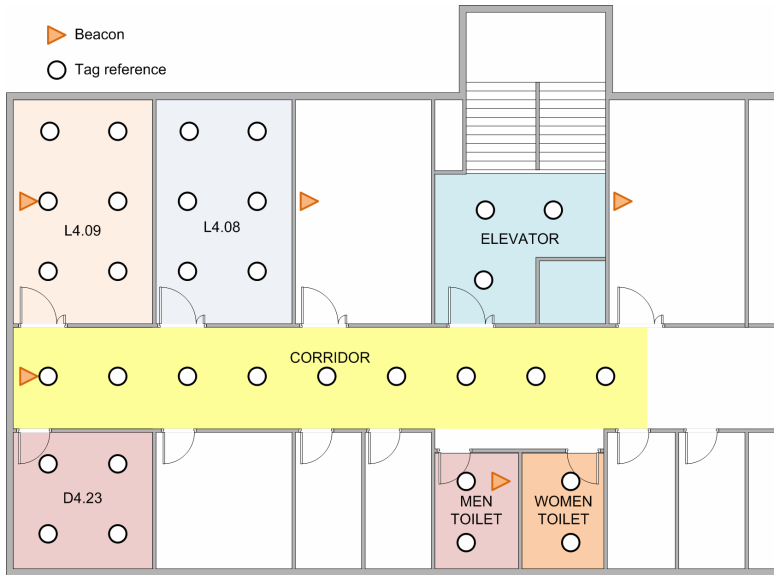 Beacon
Tag reference
L4.09
L4.08
ELEVATOR
CORRIDOR
D4.23
MEN
TOILET
WOMEN
TOILET